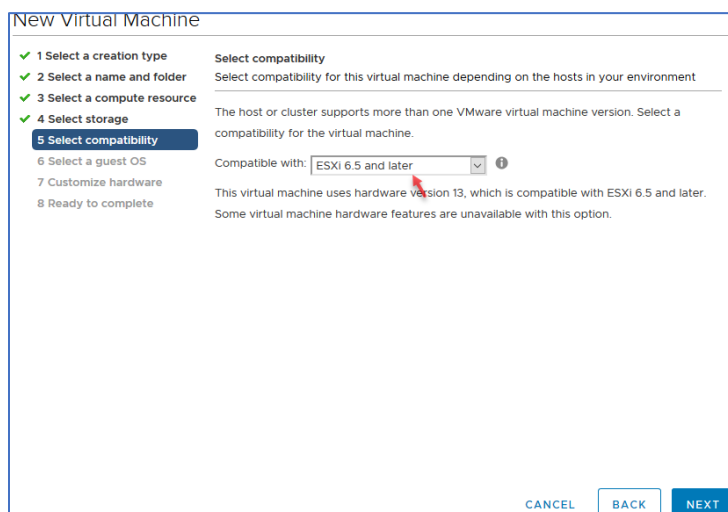 New Virtual Machine
1 Select a creation type
2 Select a name and folder
3 Select a compute resource
4 Select storage
5 Select compatibility
6 Select a guest OS
7 Customize hardware
8 Ready to complete
Select compatibility
Select compatibility for this virtual machine depending on the hosts in your environment
The host or cluster supports more than one VMware virtual machine version. Select a
compatibility for the virtual machine.
Compatible with: ESXi 6.5 and later
This virtual machine uses hardware version 13, which is compatible with ESXi 6.5 and later.
Some virtual machine hardware features are unavailable with this option.
CANCEL BACK NEXT